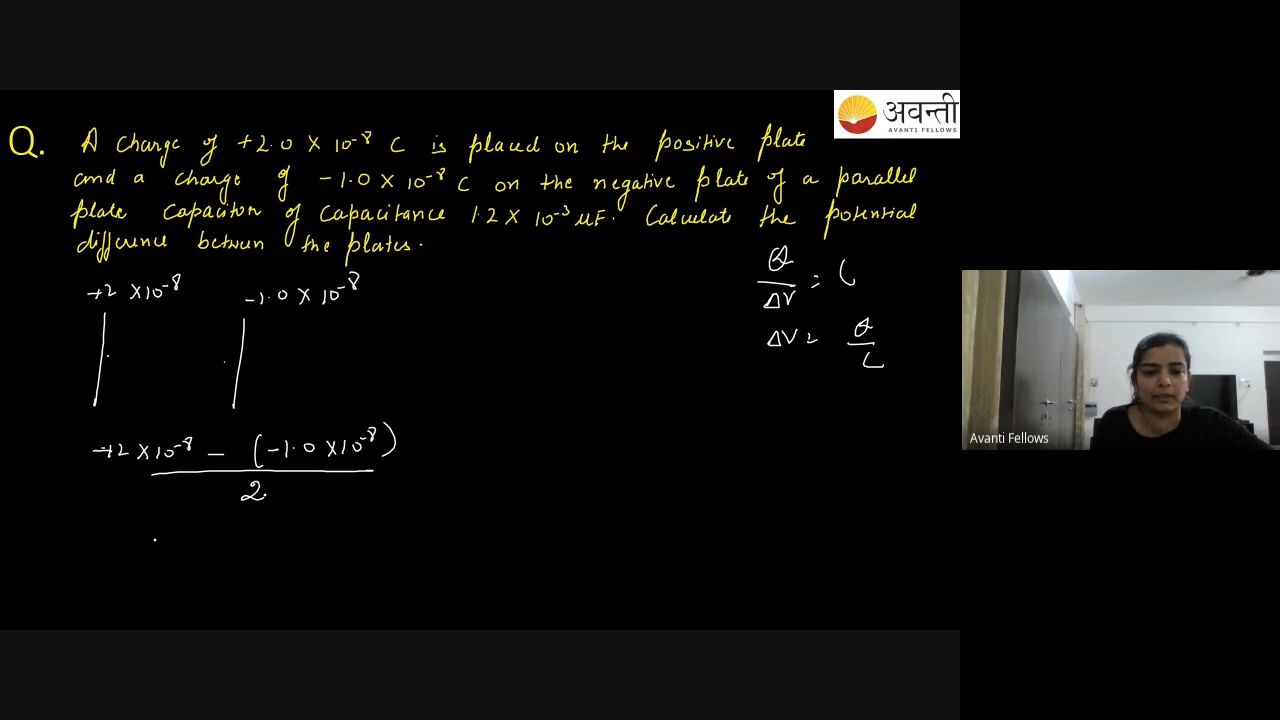 अवन्ती
AVANTI FELLOWS
Q. A charge of +2.0 X 10⁻⁸ C is placed on the positive plate
and a charge of -1.0 X 10⁻⁸ C on the negative plate of a parallel
plate capacitor of capacitance 1.2 X 10⁻³ μF. Calculate the potential
difference between the plates.
+2 X10⁻⁸ -1.0 X 10⁻⁸
Q/ΔV = C
ΔV = Q/C
+2 X10⁻⁸ - (-1.0 X10⁻⁸)
2
Avanti Fellows